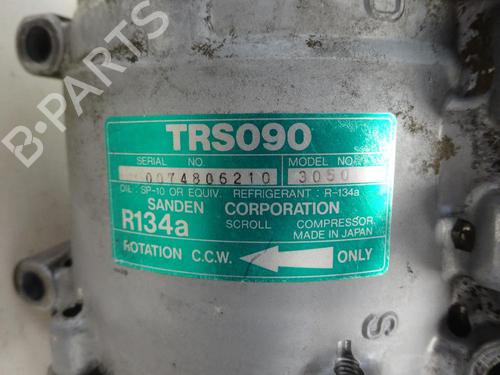 B-PARTS
TRS090
SERIAL NO. MODEL NO.
0074806210 3050
OIL: SP-10 OR EQUIV. REFRIGERANT: R-134a
SANDEN CORPORATION
R134a SCROLL COMPRESSOR
MADE IN JAPAN
ROTATION C.C.W. ONLY
S